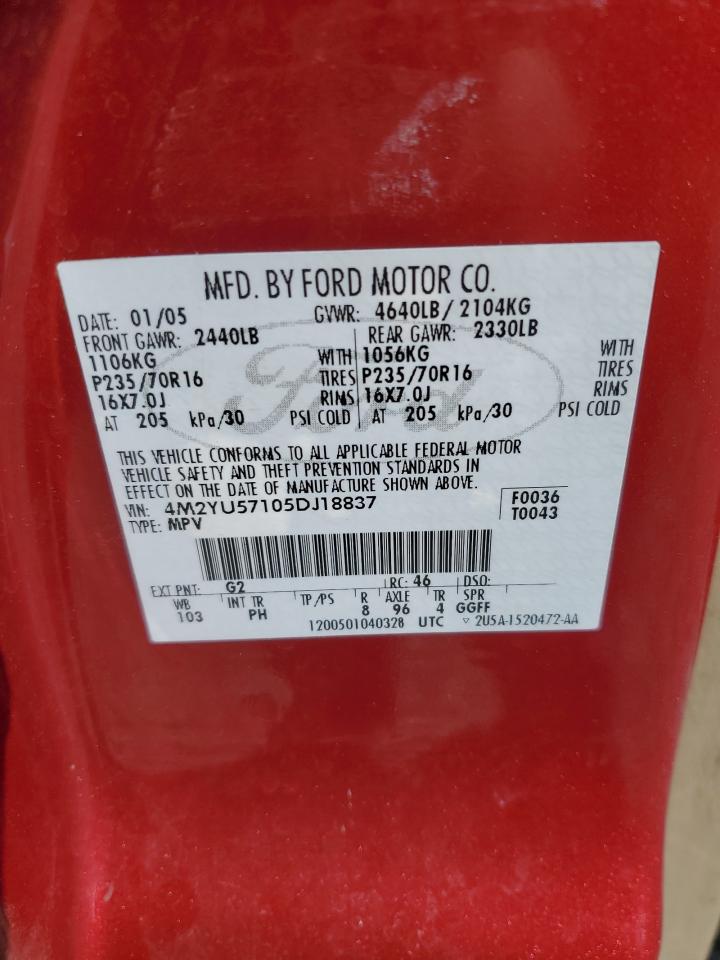 MFD. BY FORD MOTOR CO.
DATE: 01/05 GVWR: 4640LB/ 2104KG
FRONT GAWR: 2440LB REAR GAWR: 2330LB
1106KG WITH 1056KG WITH
P235/70R16 TIRES P235/70R16 TIRES
16X7.0J RIMS 16X7.0J RIMS
AT 205 kPa/30 PSI COLD AT 205 kPa/30 PSI COLD
Ford
THIS VEHICLE CONFORMS TO ALL APPLICABLE FEDERAL MOTOR
VEHICLE SAFETY AND THEFT PREVENTION STANDARDS IN
EFFECT ON THE DATE OF MANUFACTURE SHOWN ABOVE.
VIN: 4M2YU57105DJ18837 F0036
TYPE: MPV T0043
EXT PNT: G2 RC: 46 DSO:
WB INT TR TP/PS R AXLE TR SPR
103 PH 8 96 4 GGFF
1200501040328 UTC ▽ 2U5A-1520472-AA